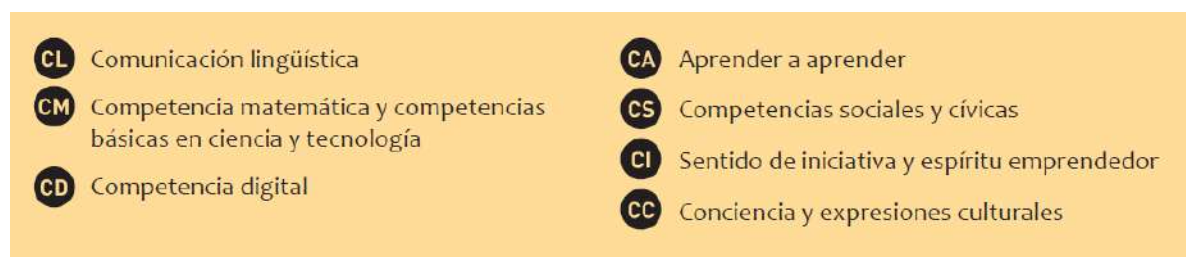 CL Comunicación lingüística
CM Competencia matemática y competencias
básicas en ciencia y tecnología
CD Competencia digital
CA Aprender a aprender
CS Competencias sociales y cívicas
CI Sentido de iniciativa y espíritu emprendedor
CC Conciencia y expresiones culturales